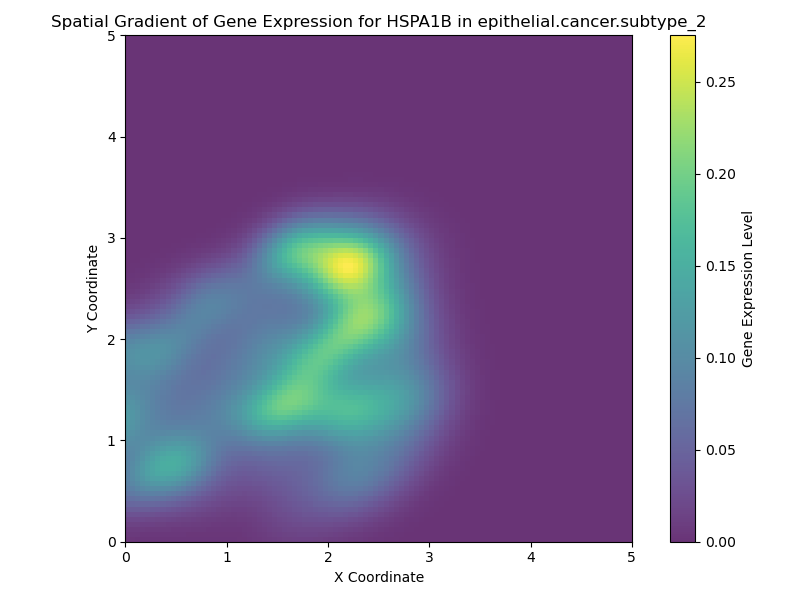 Spatial Gradient of Gene Expression for HSPA1B in epithelial.cancer.subtype_2
5
4
3
2
1
0
0 1 2 3 4 5
X Coordinate
Y Coordinate
0.25
0.20
0.15
0.10
0.05
0.00
Gene Expression Level